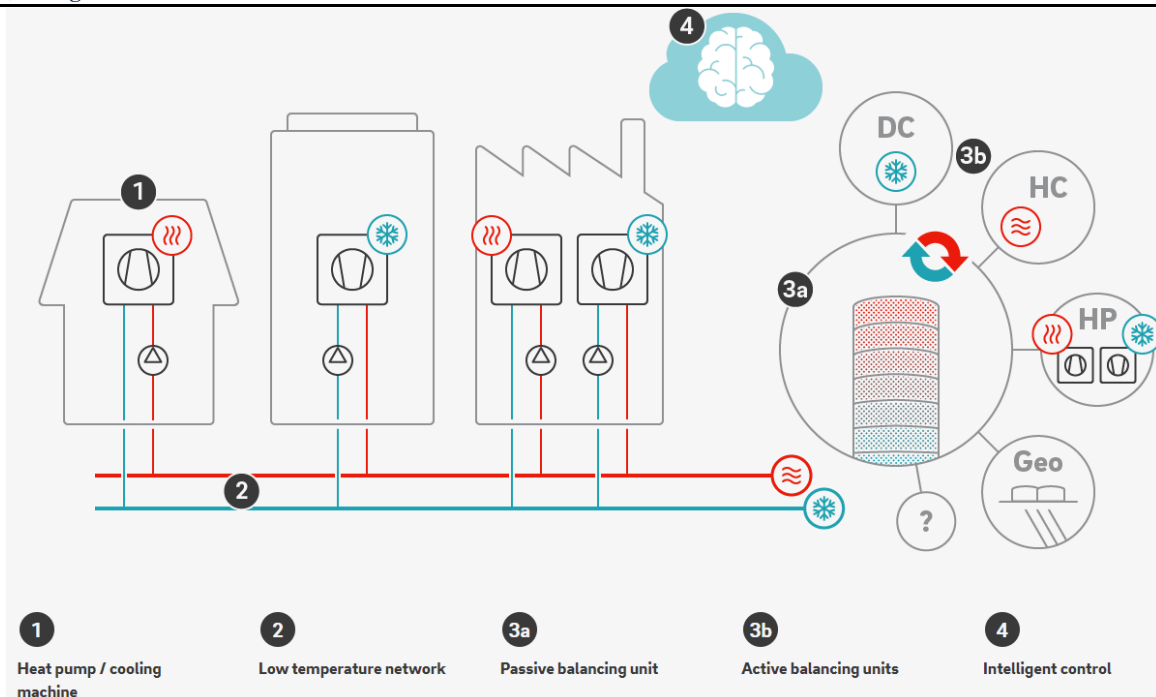 4
DC
3b
HC
1
3a
HP
Geo
2
?
1
2
3a
3b
4
Heat pump / cooling
machine
Low temperature network
Passive balancing unit
Active balancing units
Intelligent control